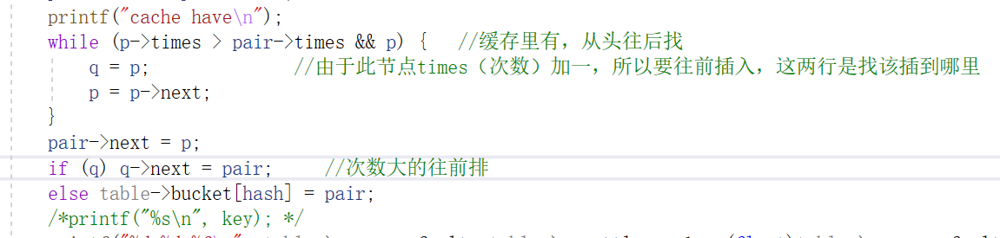 printf("cache have\n");
while (p->times > pair->times && p) {   //缓存里有，从头往后找
q = p;                //由于此节点times（次数）加一，所以要往前插入，这两行是找该插到哪里
p = p->next;
}
pair->next = p;
if (q) q->next = pair;     //次数大的往前排
else table->bucket[hash] = pair;
/*printf("%s\n", key); */